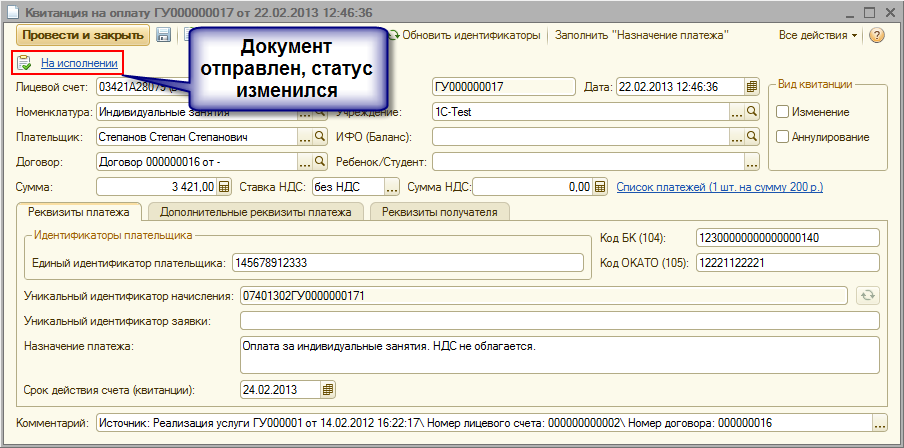 Квитанция на оплату ГУ000000017 от 22.02.2013 12:46:36
Провести и закрыть
Обновить идентификаторы
Заполнить "Назначение платежа"
Все действия
На исполнении
Документ
отправлен, статус
изменился
Лицевой счет:
ГУ000000017
Дата: 22.02.2013 12:46:36
Вид квитанции
Номенклатура: Индивидуальные занятия
Учреждение: 1С-Test
Изменение
Плательщик: Степанов Степан Степанович
ИФО (Баланс):
Аннулирование
Договор: Договор 000000016 от -
Ребенок/Студент:
Сумма: 3 421,00 Ставка НДС: без НДС Сумма НДС: 0,00 Список платежей (1 шт. на сумму 200 р.)
Реквизиты платежа
Дополнительные реквизиты платежа
Реквизиты получателя
Идентификаторы плательщика
Код БК (104): 12300000000000000140
Единый идентификатор плательщика: 145678912333
Код ОКАТО (105): 12221122221
Уникальный идентификатор начисления: 07401302ГУ0000000171
Уникальный идентификатор заявки:
Назначение платежа: Оплата за индивидуальные занятия. НДС не облагается.
Срок действия счета (квитанции): 24.02.2013
Комментарий: Источник: Реализация услуги ГУ000001 от 14.02.2012 16:22:17\ Номер лицевого счета: 000000000002\ Номер договора: 000000016